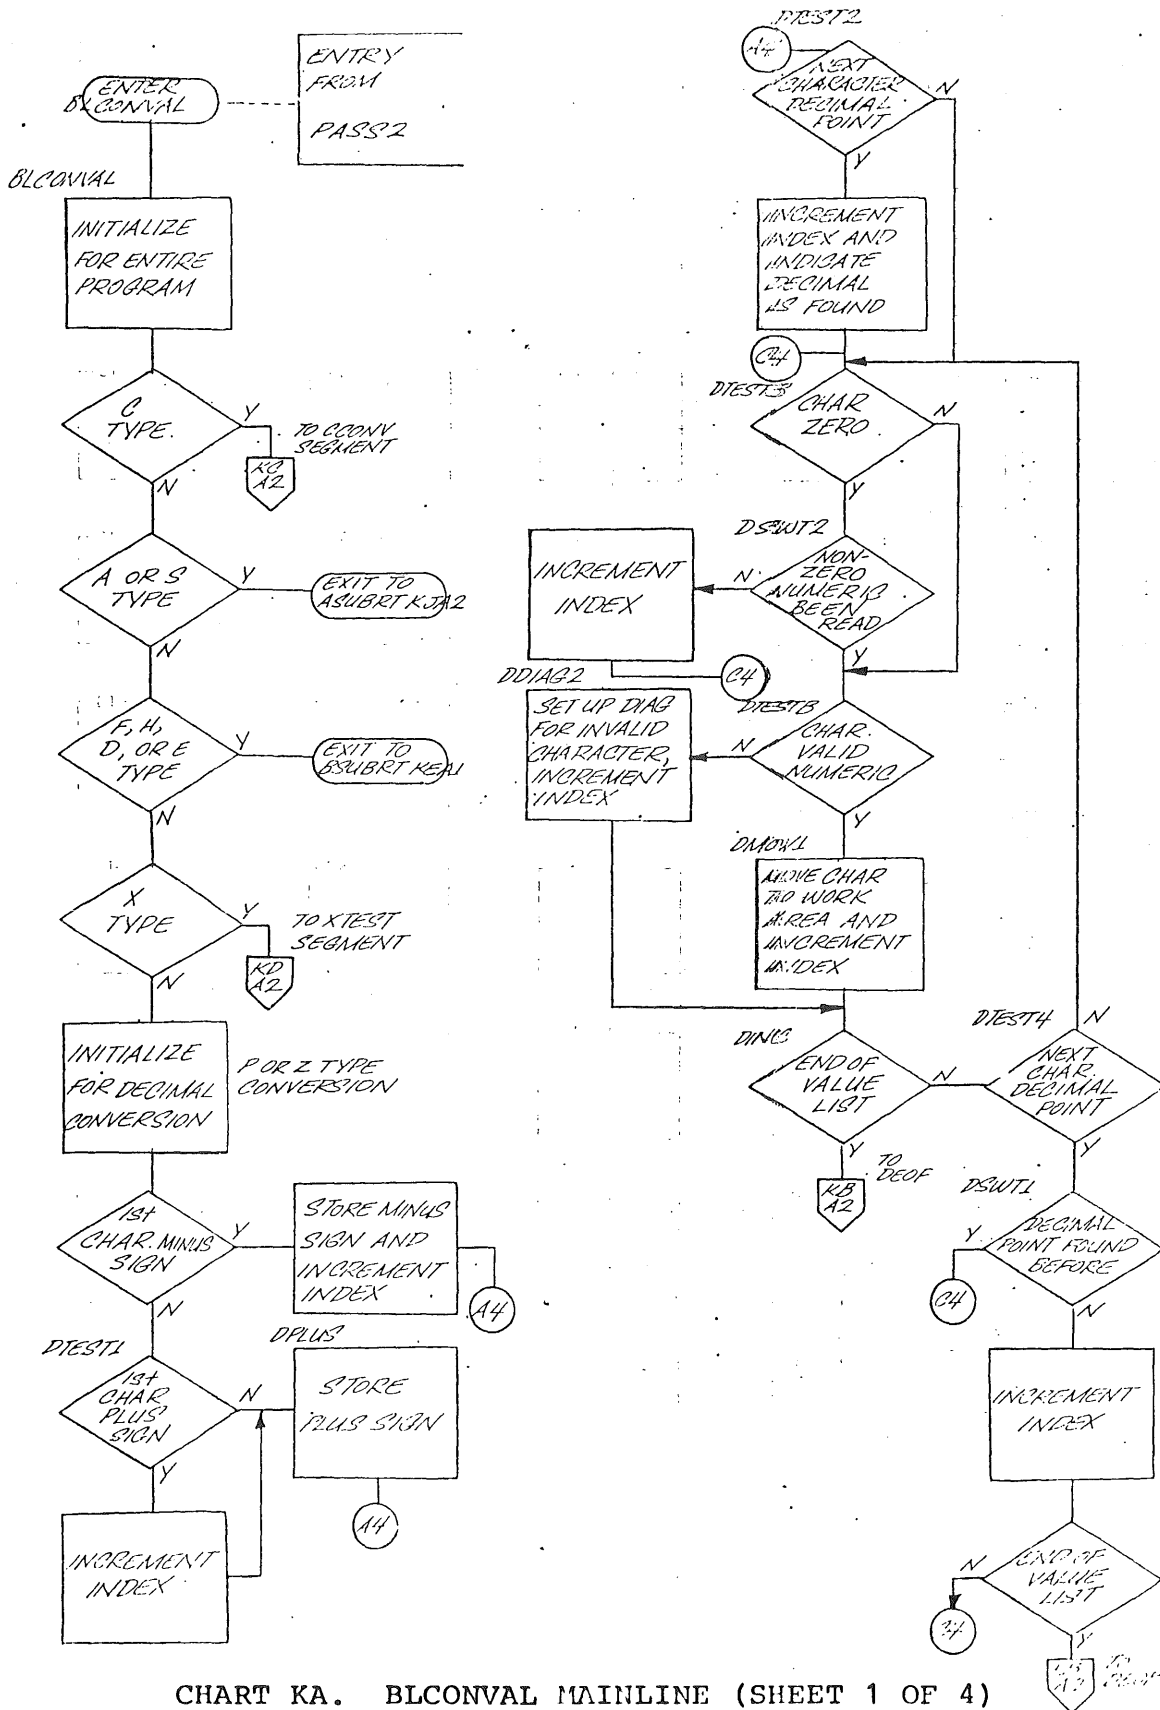 ENTER
BLCONVAL
ENTRY
FROM
PASS2
BLCONVAL
INITIALIZE
FOR ENTIRE
PROGRAM
C
TYPE.
Y
N
TO CCONV
SEGMENT
KC
A2
A OR S
TYPE
Y
N
EXIT TO
ASUBRT KJA2
F, H,
D, OR E
TYPE
Y
N
EXIT TO
BSUBRT KEA1
X
TYPE
Y
N
TO XTEST
SEGMENT
KD
A2
INITIALIZE
FOR DECIMAL
CONVERSION
P OR Z TYPE
CONVERSION
1St
CHAR. MINUS
SIGN
Y
N
STORE MINUS
SIGN AND
INCREMENT
INDEX
A4
DTEST1
1St
CHAR
PLUS
SIGN
N
Y
DPLUS
STORE
PLUS SIGN
A4
INCREMENT
INDEX
DTEST2
A4
NEXT
CHARACTER
DECIMAL
POINT
N
Y
INCREMENT
INDEX AND
INDICATE
DECIMAL
IS FOUND
C4
DTEST3
CHAR
ZERO
N
Y
DSWT2
NON-
ZERO
NUMERIC
BEEN
READ
N
Y
INCREMENT
INDEX
C4
DDIAG2
SET UP DIAG
FOR INVALID
CHARACTER,
INCREMENT
INDEX
DTESTB
CHAR.
VALID
NUMERIC
N
Y
DMOV1
MOVE CHAR
TO WORK
AREA AND
INCREMENT
INDEX
DINC
END OF
VALUE
LIST
N
Y
TO
DEOF
KB
A2
DTEST4
NEXT
CHAR.
DECIMAL
POINT
N
Y
DSWT1
DECIMAL
POINT FOUND
BEFORE
Y
N
C4
INCREMENT
INDEX
END OF
VALUE
LIST
N
Y
TO
CHART KA. BLCONVAL MAINLINE (SHEET 1 OF 4)